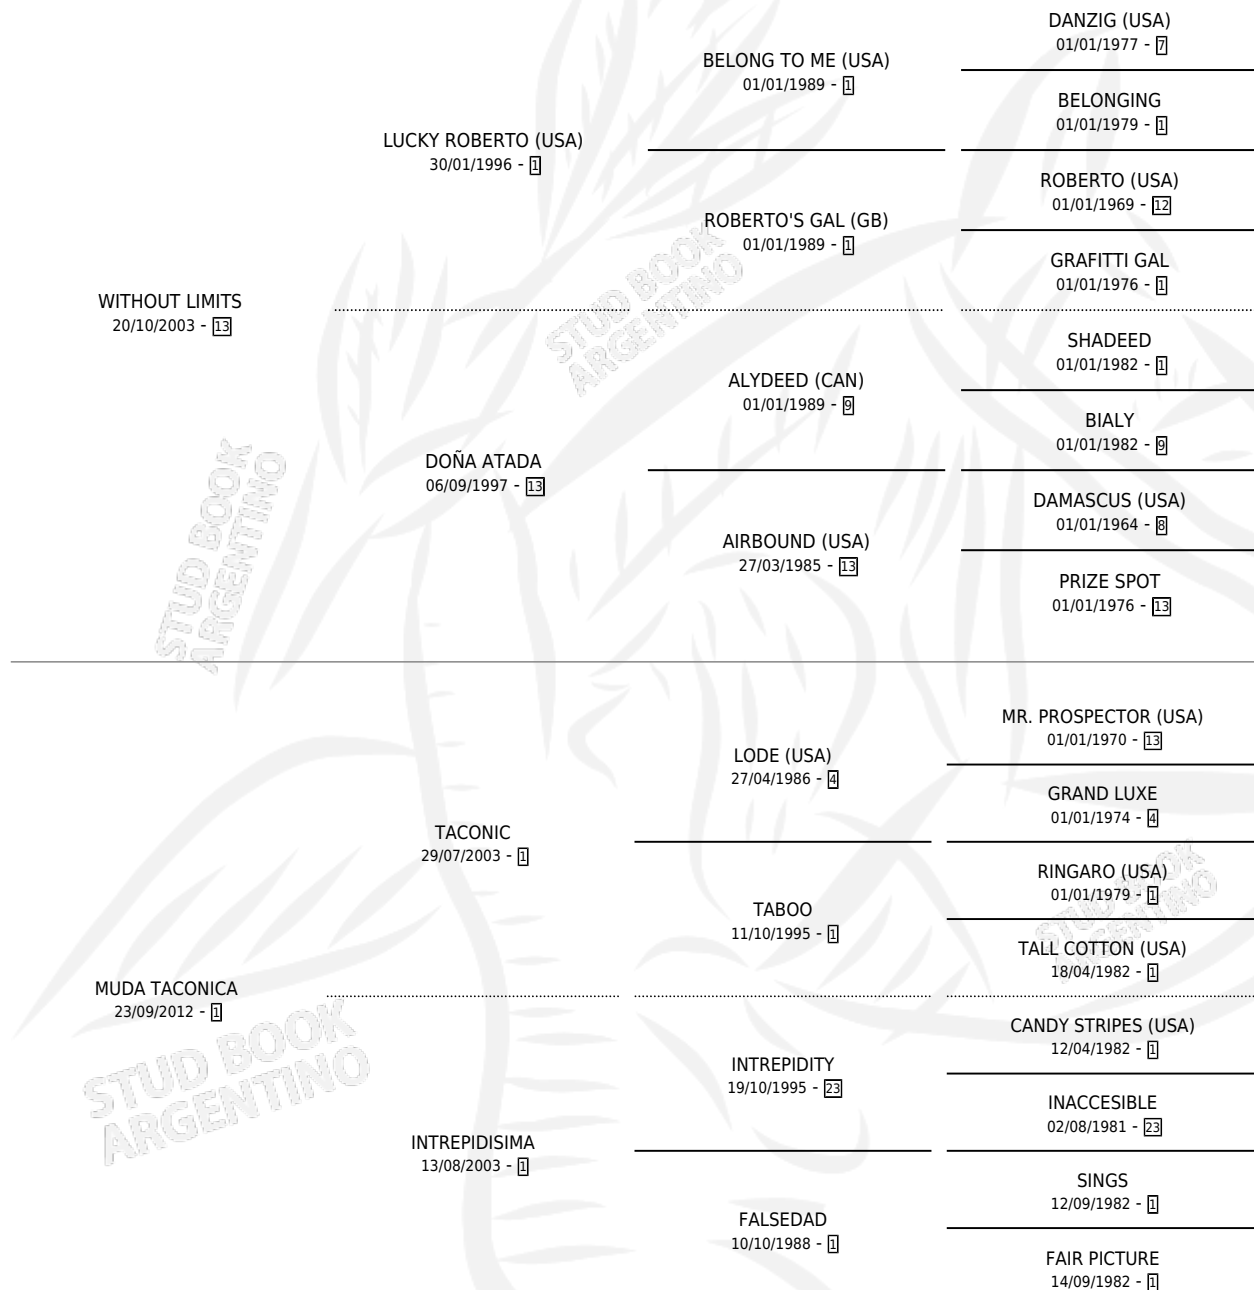 DANZIG (USA)
01/01/1977 - 7
BELONG TO ME (USA)
01/01/1989 - 1
BELONGING
01/01/1979 - 1
LUCKY ROBERTO (USA)
30/01/1996 - 1
ROBERTO (USA)
01/01/1969 - 12
ROBERTO'S GAL (GB)
01/01/1989 - 1
GRAFITTI GAL
01/01/1976 - 1
WITHOUT LIMITS
20/10/2003 - 13
STUD BOOK
ARGENTINO
SHADEED
01/01/1982 - 1
ALYDEED (CAN)
01/01/1989 - 9
BIALY
01/01/1982 - 9
DOÑA ATADA
06/09/1997 - 13
STUD BOOK
ARGENTINO
DAMASCUS (USA)
01/01/1964 - 8
AIRBOUND (USA)
27/03/1985 - 13
PRIZE SPOT
01/01/1976 - 13
MR. PROSPECTOR (USA)
01/01/1970 - 13
LODE (USA)
27/04/1986 - 4
GRAND LUXE
01/01/1974 - 4
TACONIC
29/07/2003 - 1
RINGARO (USA)
01/01/1979 - 1
STUD BOOK
ARGENTINO
TABOO
11/10/1995 - 1
TALL COTTON (USA)
18/04/1982 - 1
MUDA TACONICA
23/09/2012 - 1
STUD BOOK
ARGENTINO
CANDY STRIPES (USA)
12/04/1982 - 1
INTREPIDITY
19/10/1995 - 23
INACCESIBLE
02/08/1981 - 23
INTREPIDISIMA
13/08/2003 - 1
SINGS
12/09/1982 - 1
FALSEDAD
10/10/1988 - 1
FAIR PICTURE
14/09/1982 - 1